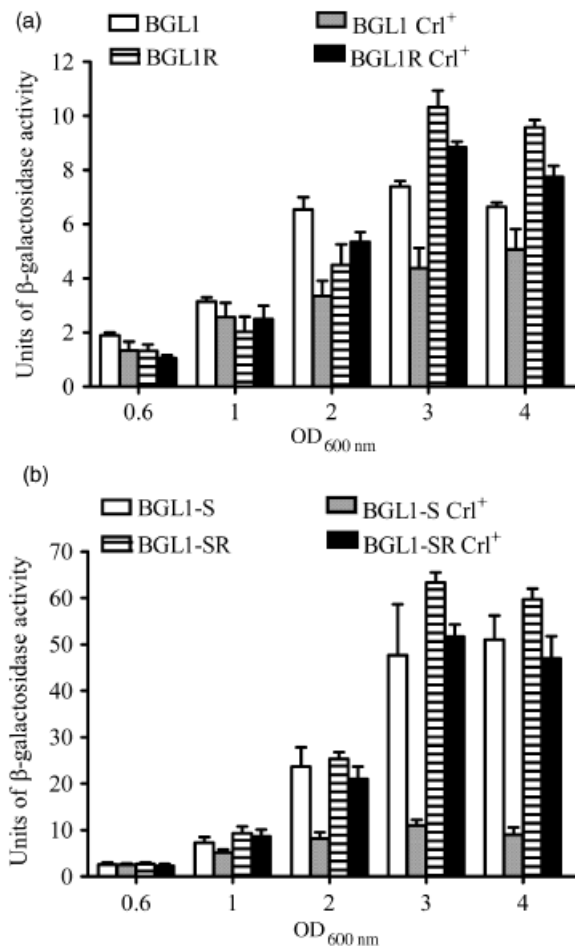 (a)
BGL1 BGL1 Crl⁺
BGL1R BGL1R Crl⁺
Units of β-galactosidase activity
12
10
8
6
4
2
0
0.6 1 2 3 4
OD₆₀₀ ₙₘ
(b)
BGL1-S BGL1-S Crl⁺
BGL1-SR BGL1-SR Crl⁺
Units of β-galactosidase activity
70
60
50
40
30
20
10
0
0.6 1 2 3 4
OD₆₀₀ ₙₘ